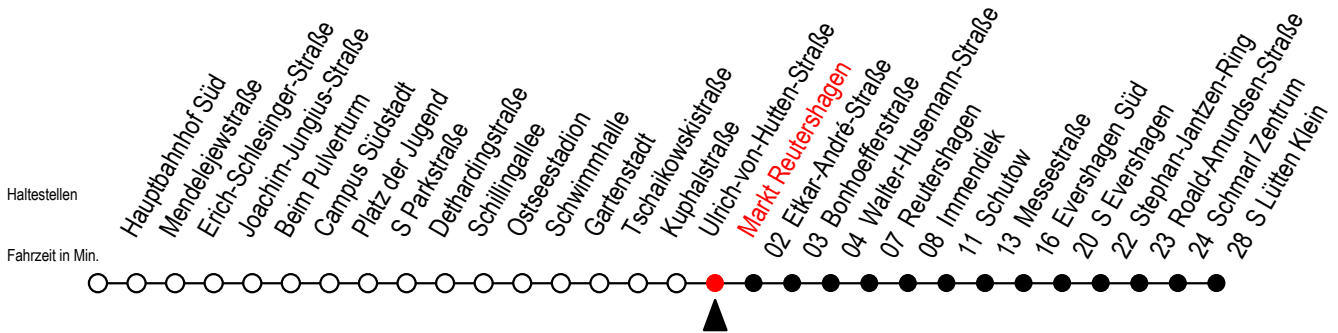 Haltestellen
Fahrzeit in Min.
Hauptbahnhof Süd
Mendelejewstraße
Erich-Schlesinger-Straße
Joachim-Jungius-Straße
Beim Pulverturm
Campus Südstadt
Platz der Jugend
S Parkstraße
Dethardingstraße
Schillingallee
Ostseestation
Schwimmhalle
Gartenstadt
Tschaikowskistraße
Kuphalstraße
Ulrich-von-Hutten-Straße
Markt Reutershagen
02 Etkar-André-Straße
03 Bonhoefferstraße
04 Walter-Husemann-Straße
07 Reutershagen
08 Immendiek
11 Schutow
13 Messestraße
16 Evershagen Süd
20 S Evershagen
22 Stephan-Jantzen-Ring
23 Roald-Amundsen-Straße
24 Schmarl Zentrum
28 S Lütten Klein